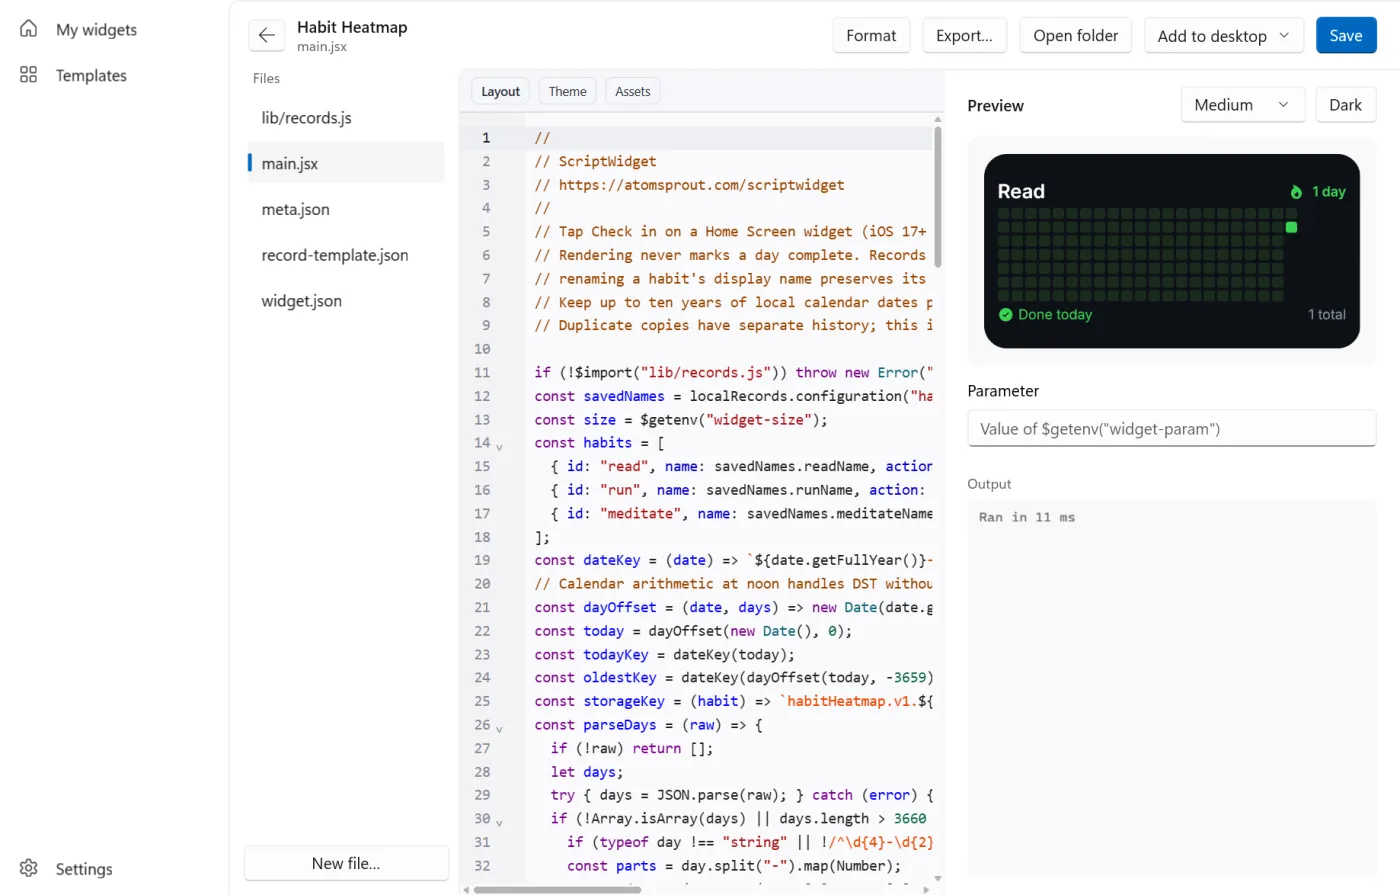 My widgets
Templates
Settings
Habit Heatmap
main.jsx
Format
Export...
Open folder
Add to desktop
Save
Files
lib/records.js
main.jsx
meta.json
record-template.json
widget.json
New file...
Layout
Theme
Assets
1 //
2 // ScriptWidget
3 // https://atomsprout.com/scriptwidget
4 //
5 // Tap Check in on a Home Screen widget (iOS 17+
6 // Rendering never marks a day complete. Records
7 // renaming a habit's display name preserves its
8 // Keep up to ten years of local calendar dates p
9 // Duplicate copies have separate history; this i
10
11 if (!$import("lib/records.js")) throw new Error("
12 const savedNames = localRecords.configuration("ha
13 const size = $getenv("widget-size");
14 const habits = [
15 { id: "read", name: savedNames.readName, action
16 { id: "run", name: savedNames.runName, action:
17 { id: "meditate", name: savedNames.meditateName
18 ];
19 const dateKey = (date) => `${date.getFullYear()}-
20 // Calendar arithmetic at noon handles DST withou
21 const dayOffset = (date, days) => new Date(date.g
22 const today = dayOffset(new Date(), 0);
23 const todayKey = dateKey(today);
24 const oldestKey = dateKey(dayOffset(today, -3659)
25 const storageKey = (habit) => `habitHeatmap.v1.${
26 const parseDays = (raw) => {
27 if (!raw) return [];
28 let days;
29 try { days = JSON.parse(raw); } catch (error) {
30 if (!Array.isArray(days) || days.length > 3660
31 if (typeof day !== "string" || !/^\d{4}-\d{2}
32 const parts = day.split("-").map(Number);
Preview
Medium
Dark
Read
1 day
Done today
1 total
Parameter
Value of $getenv("widget-param")
Output
Ran in 11 ms